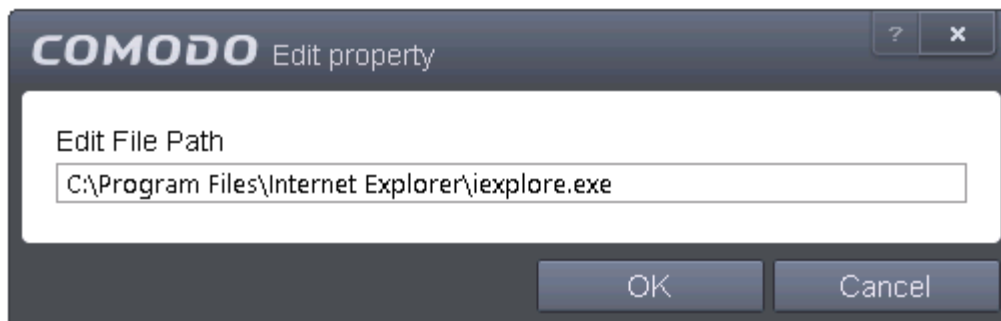 COMODO Edit property ? ×
Edit File Path
C:\Program Files\Internet Explorer\iexplore.exe
OK Cancel